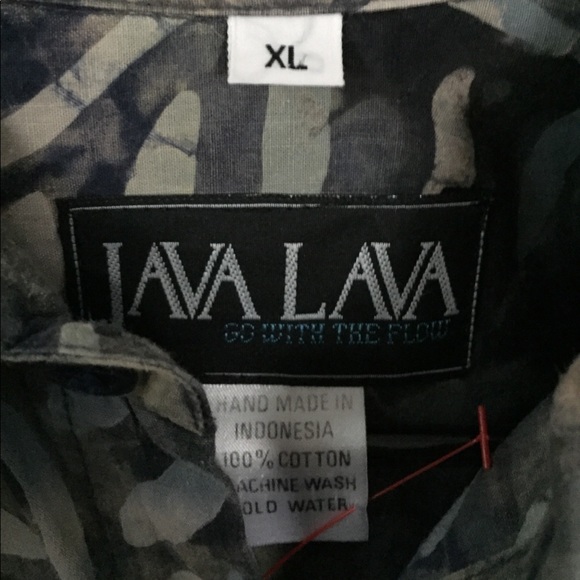 XL
JAVA LAVA
GO WITH THE FLOW
HAND MADE IN
INDONESIA
100% COTTON
MACHINE WASH
COLD WATER